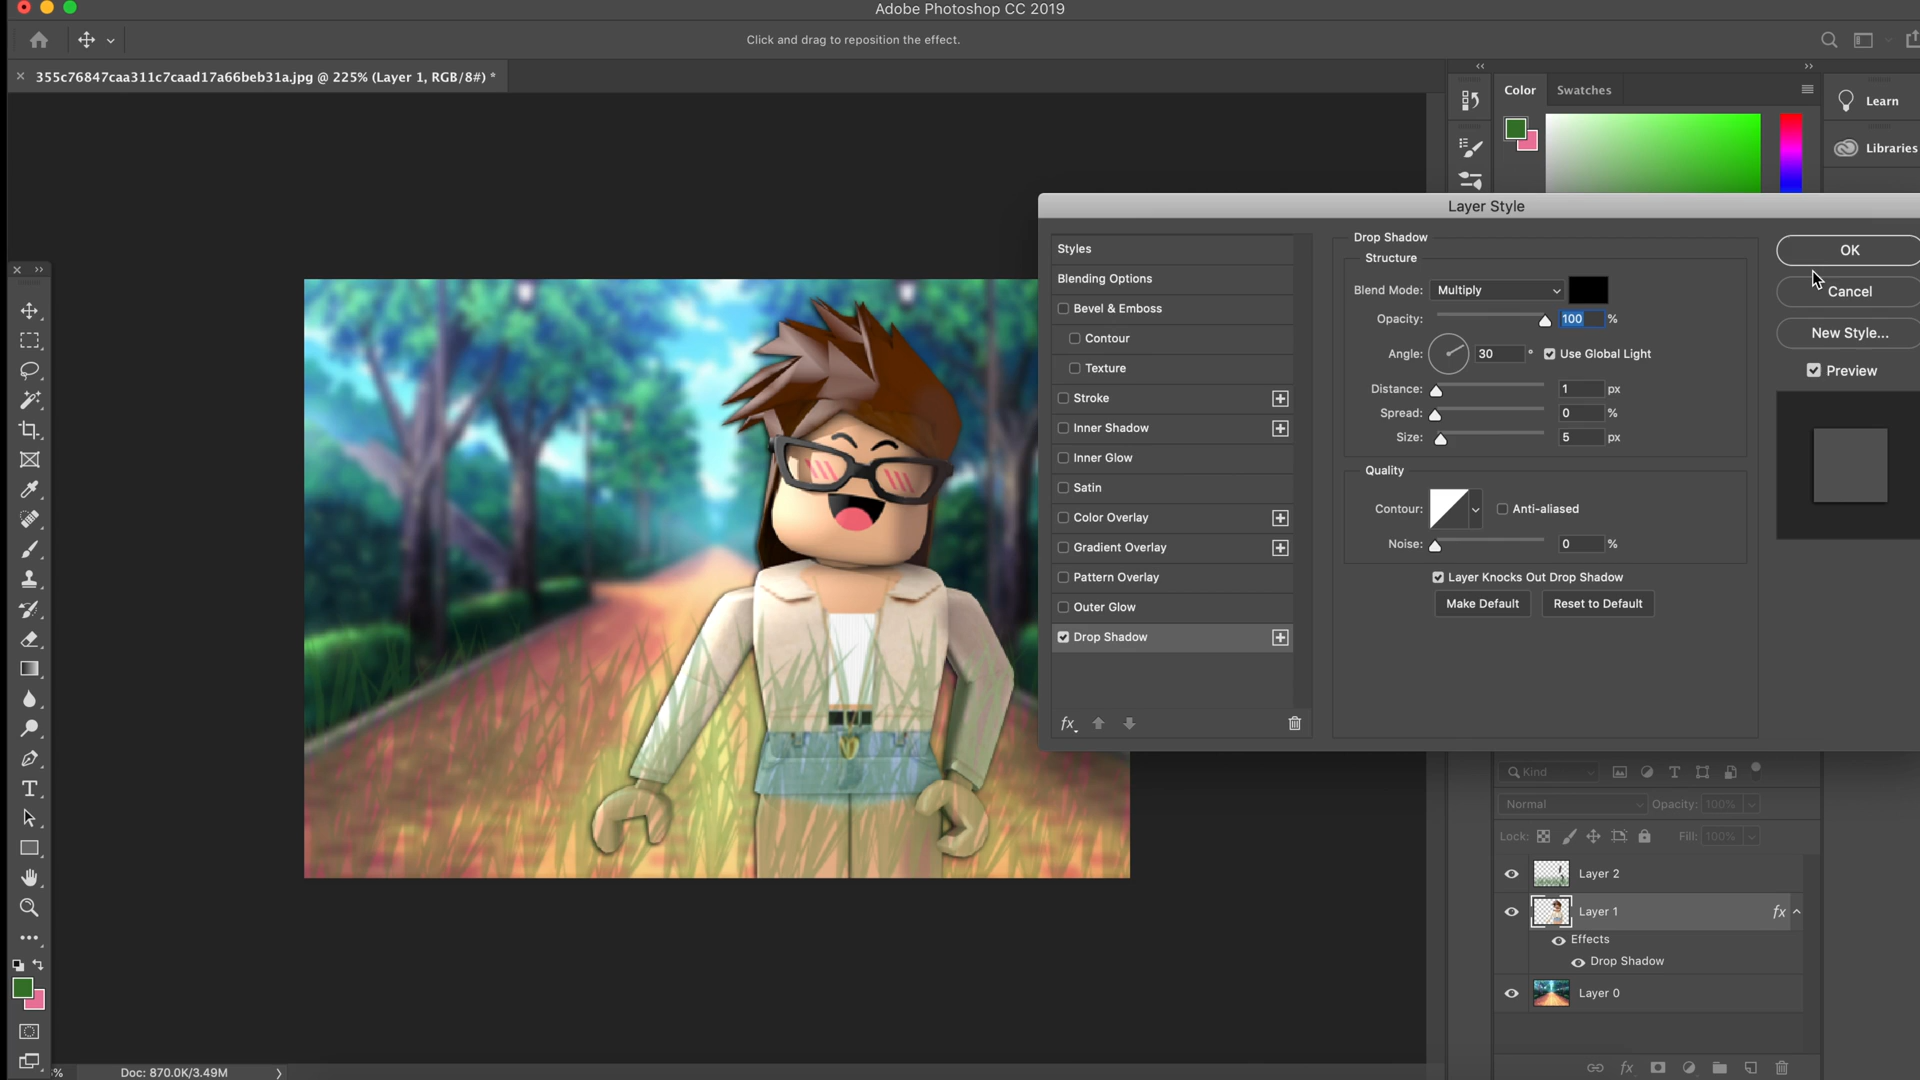 Adobe Photoshop CC 2019
Click and drag to reposition the effect.
355c76847caa311c7caad17a66beb31a.jpg @ 225% (Layer 1, RGB/8#) *
Color
Swatches
Learn
Libraries
Layer Style
Styles
Blending Options
Bevel & Emboss
Contour
Texture
Stroke
Inner Shadow
Inner Glow
Satin
Color Overlay
Gradient Overlay
Pattern Overlay
Outer Glow
Drop Shadow
fx
Drop Shadow
Structure
Blend Mode: Multiply
Opacity: 100 %
Angle: 30 ° Use Global Light
Distance: 1 px
Spread: 0 %
Size: 5 px
Quality
Contour: Anti-aliased
Noise: 0 %
Layer Knocks Out Drop Shadow
Make Default Reset to Default
OK
Cancel
New Style...
Preview
Kind
Normal Opacity: 100%
Lock: Fill: 100%
Layer 2
Layer 1 fx
Effects
Drop Shadow
Layer 0
fx
% Doc: 870.0K/3.49M